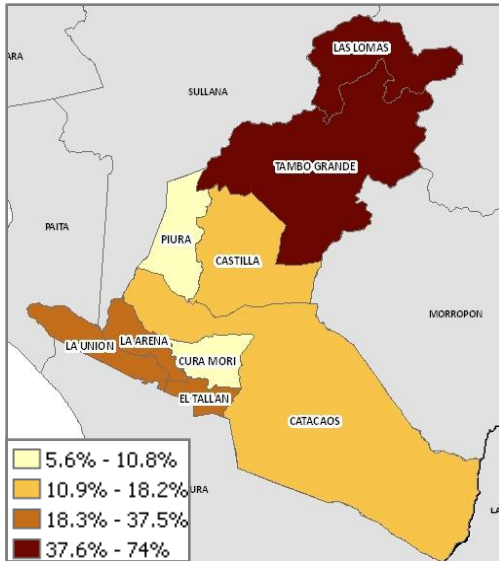 LAS LOMAS
ARA
SULLANA
TAMBO GRANDE
PAITA
PIURA
CASTILLA
MORROPON
LA ARENA
LA UNION
CURA MORI
EL TALLAN
CATACAOS
URA
LA
5.6% - 10.8%
10.9% - 18.2%
18.3% - 37.5%
37.6% - 74%